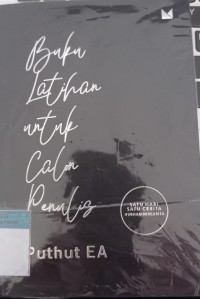 Buku
Latihan
untuk
Calon
Penulis
SATU HARI
SATU CERITA
Puthut EA